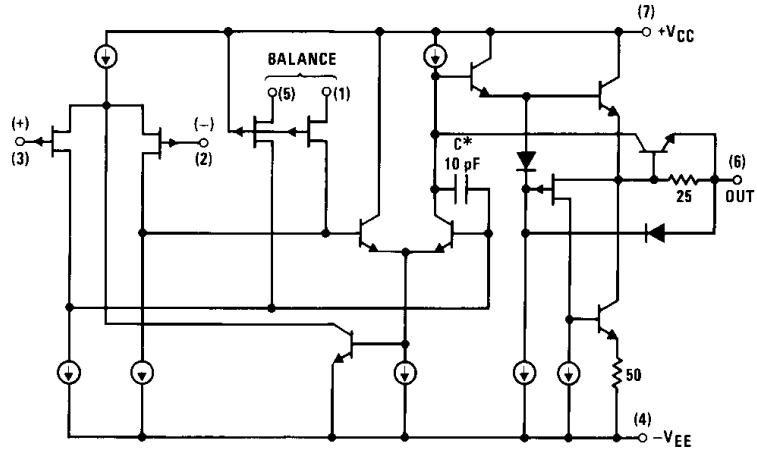 (7)
+VCC
BALANCE
(5) (1)
(+)
(3)
(−)
(2)
C*
10 pF
(6)
25
OUT
50
(4)
−VEE